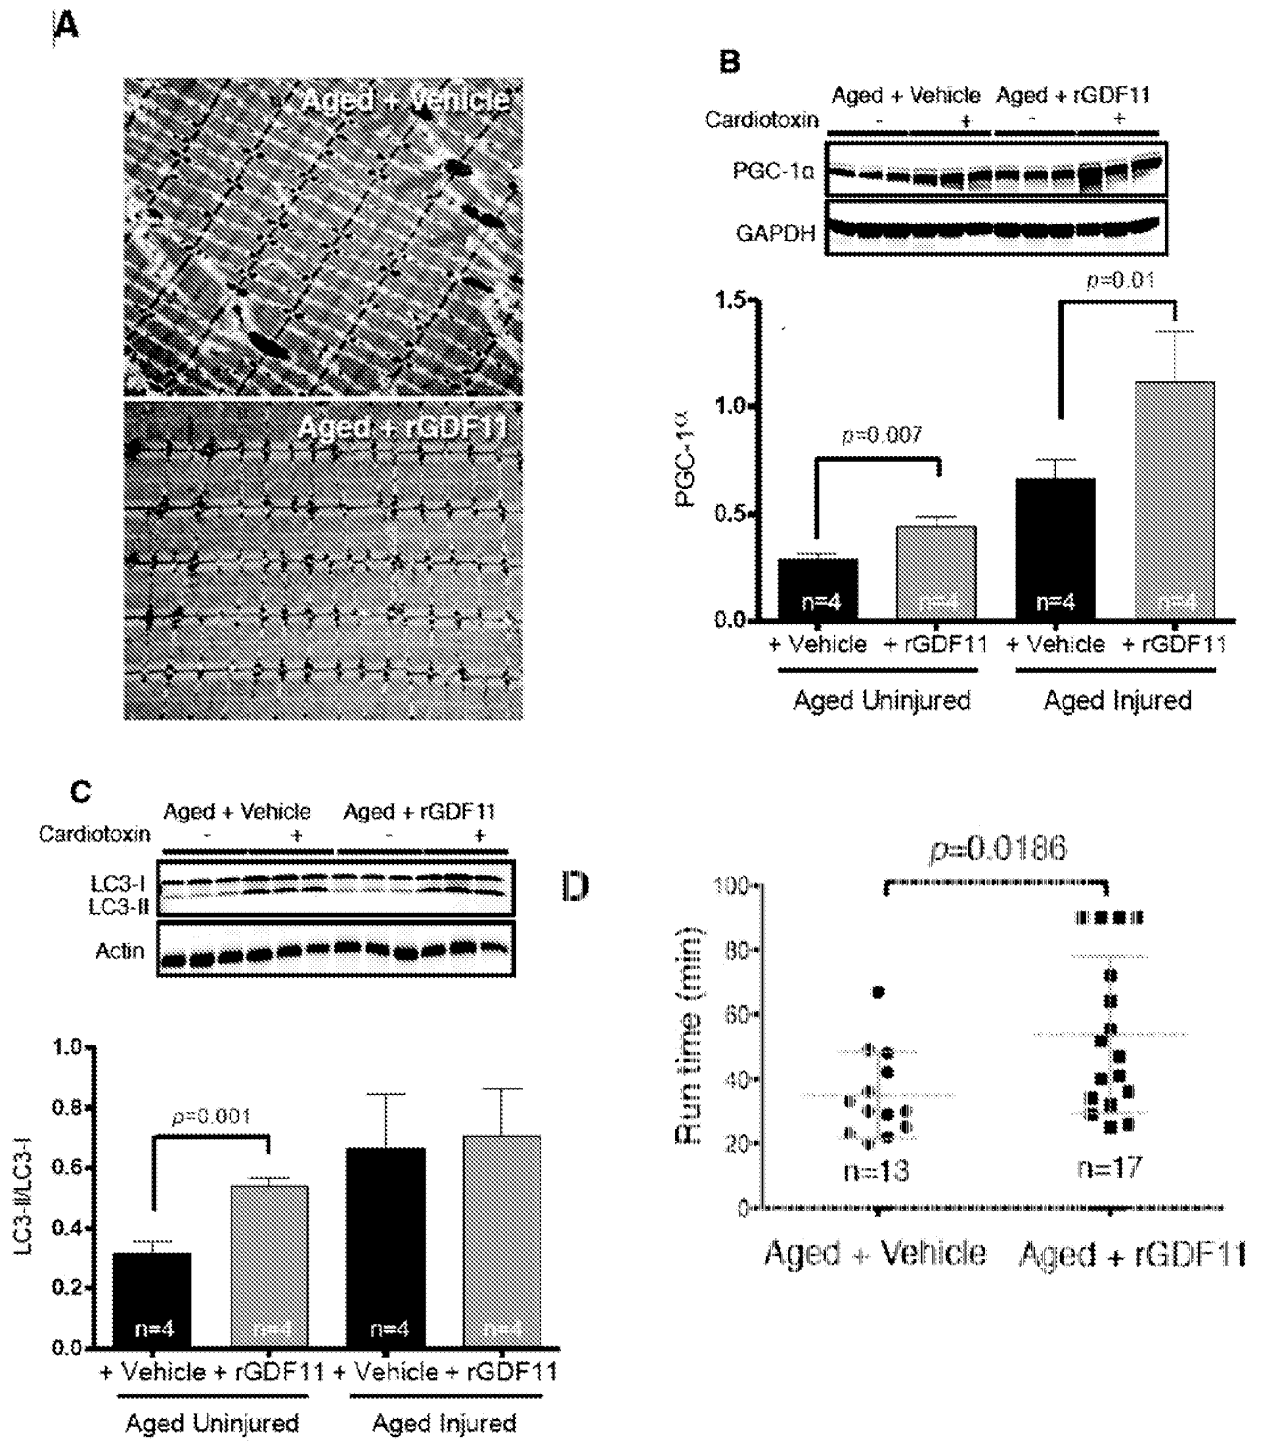 A
Aged + Vehicle
Aged + rGDF11
B
Aged + Vehicle Aged + rGDF11
Cardiotoxin - + - +
PGC-1α
GAPDH
p=0.01
1.5
p=0.007
1.0
PGC-1α
0.5
n=4 n=4 n=4 n=4
0.0
+ Vehicle + rGDF11 + Vehicle + rGDF11
Aged Uninjured Aged Injured
C
Aged + Vehicle Aged + rGDF11
Cardiotoxin - + - +
LC3-I
LC3-II
Actin
1.0
0.8
p=0.001
0.6
LC3-II/LC3-I
0.4
0.2
n=4 n=4 n=4 n=4
0.0
+ Vehicle + rGDF11 + Vehicle + rGDF11
Aged Uninjured Aged Injured
D
p=0.0186
100
80
60
Run time (min)
40
20
n=13 n=17
0
Aged + Vehicle Aged + rGDF11